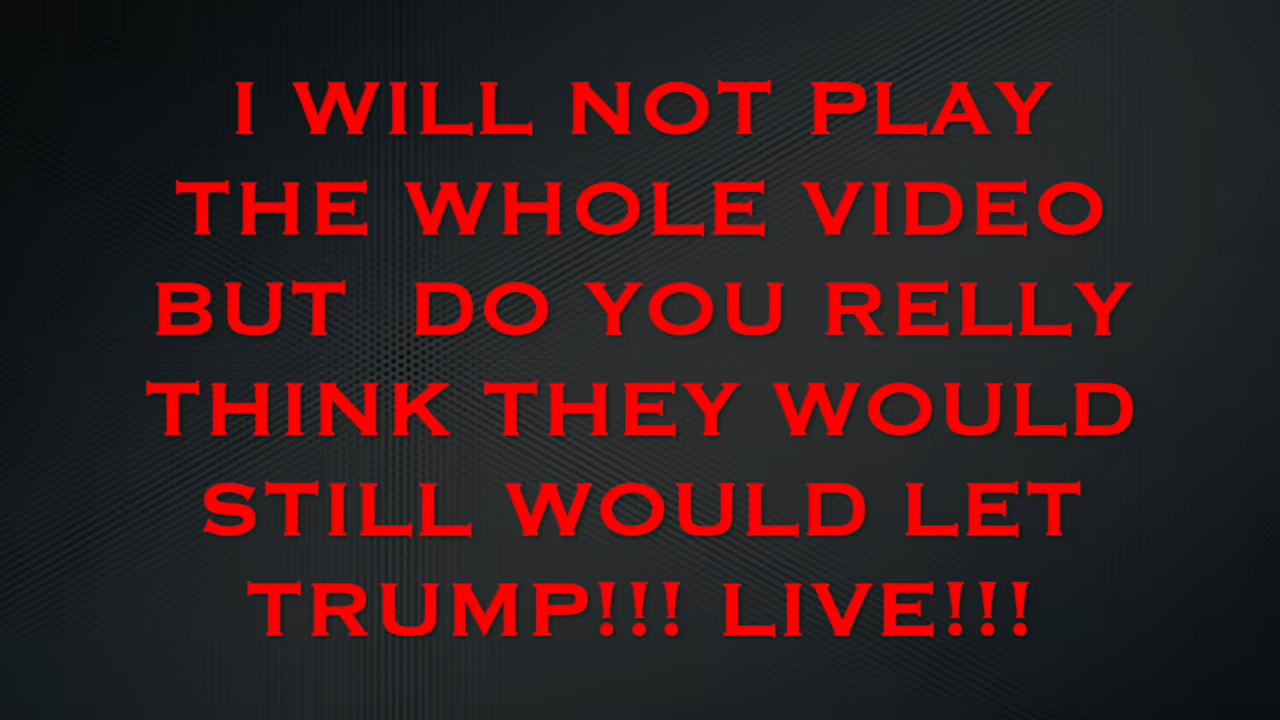 I WILL NOT PLAY
THE WHOLE VIDEO
BUT  DO YOU RELLY
THINK THEY WOULD
STILL WOULD LET
TRUMP!!! LIVE!!!